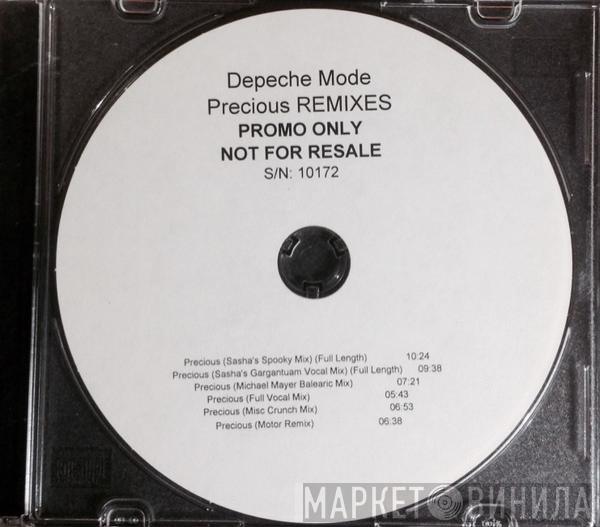 Depeche Mode
Precious REMIXES
PROMO ONLY
NOT FOR RESALE
S/N: 10172
Precious (Sasha's Spooky Mix) (Full Length) 10:24
Precious (Sasha's Gargantuam Vocal Mix) (Full Length) 09:38
Precious (Michael Mayer Balearic Mix) 07:21
Precious (Full Vocal Mix) 05:43
Precious (Misc Crunch Mix) 06:53
Precious (Motor Remix) 06:38
МАРКЕТ ВИНИЛА